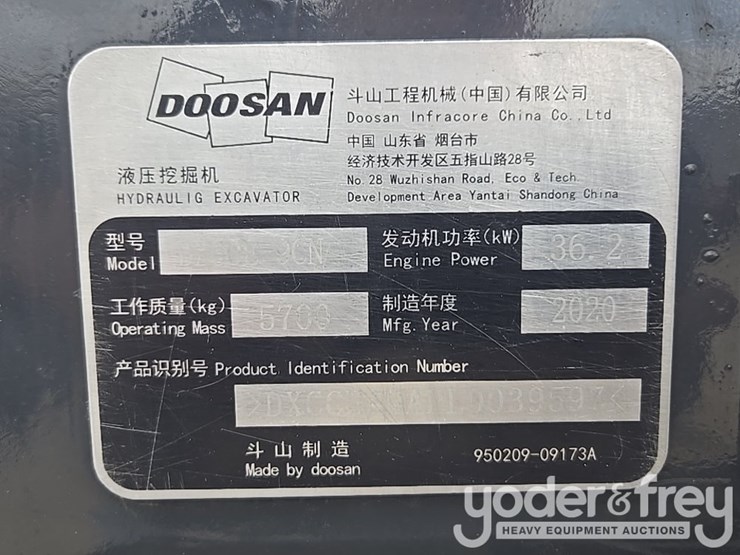 DOOSAN
斗山工程机械(中国)有限公司
Doosan Infracore China Co.,Ltd
中国 山东省 烟台市
经济技术开发区五指山路28号
No.28 Wuzhishan Road, Eco & Tech
Development Area Yantai Shandong China
液压挖掘机
HYDRAULIG EXCAVATOR
型号
Model
发动机功率(kW) 36.2
Engine Power
工作质量(kg) 5700
Operating Mass
制造年度 2020
Mfg. Year
产品识别号 Product Identification Number
斗山制造
Made by doosan
950209-09173A
yoder&frey
HEAVY EQUIPMENT AUCTIONS